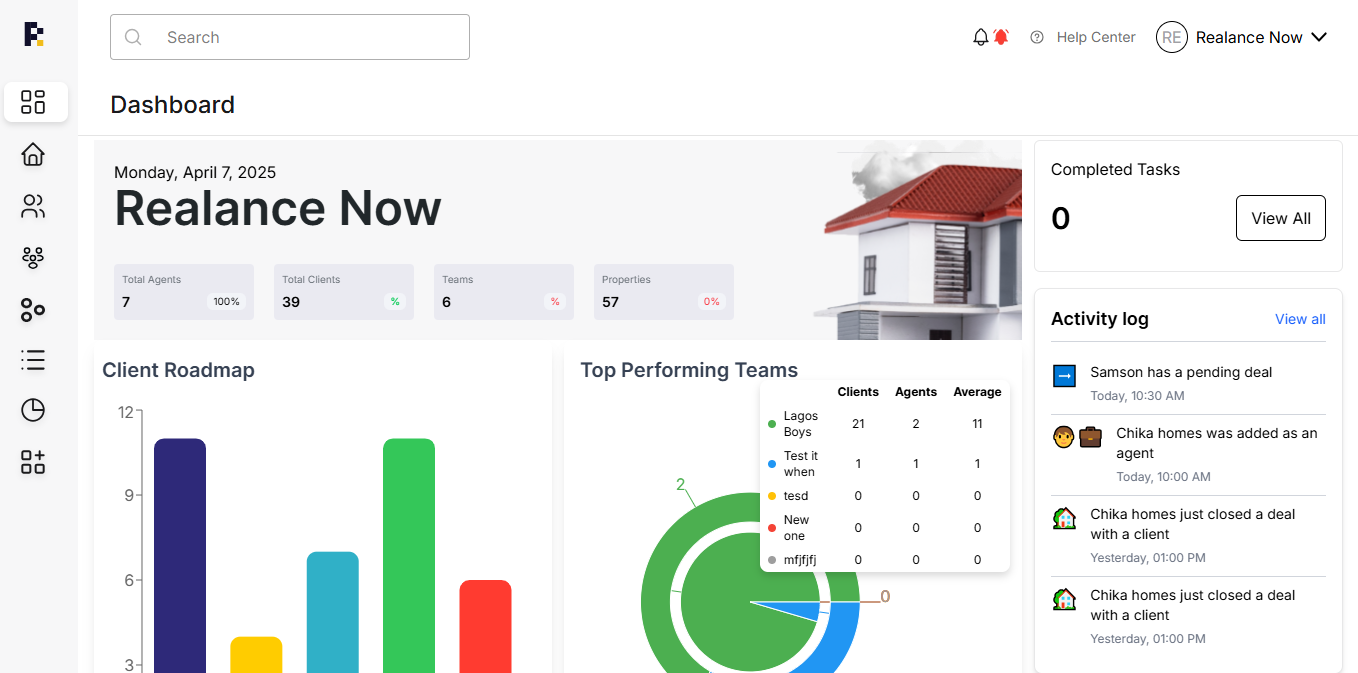 Search
Help Center
RE
Realance Now
Dashboard
Monday, April 7, 2025
Realance Now
Total Agents
7
100%
Total Clients
39
%
Teams
6
%
Properties
57
0%
Completed Tasks
0
View All
Activity log
View all
Samson has a pending deal
Today, 10:30 AM
Chika homes was added as an
agent
Today, 10:00 AM
Chika homes just closed a deal
with a client
Yesterday, 01:00 PM
Chika homes just closed a deal
with a client
Yesterday, 01:00 PM
Client Roadmap
12
9
6
3
Top Performing Teams
Clients Agents Average
Lagos
Boys
21 2 11
Test it
when
1 1 1
tesd 0 0 0
New
one
0 0 0
mfjfjfj 0 0 0
2
0